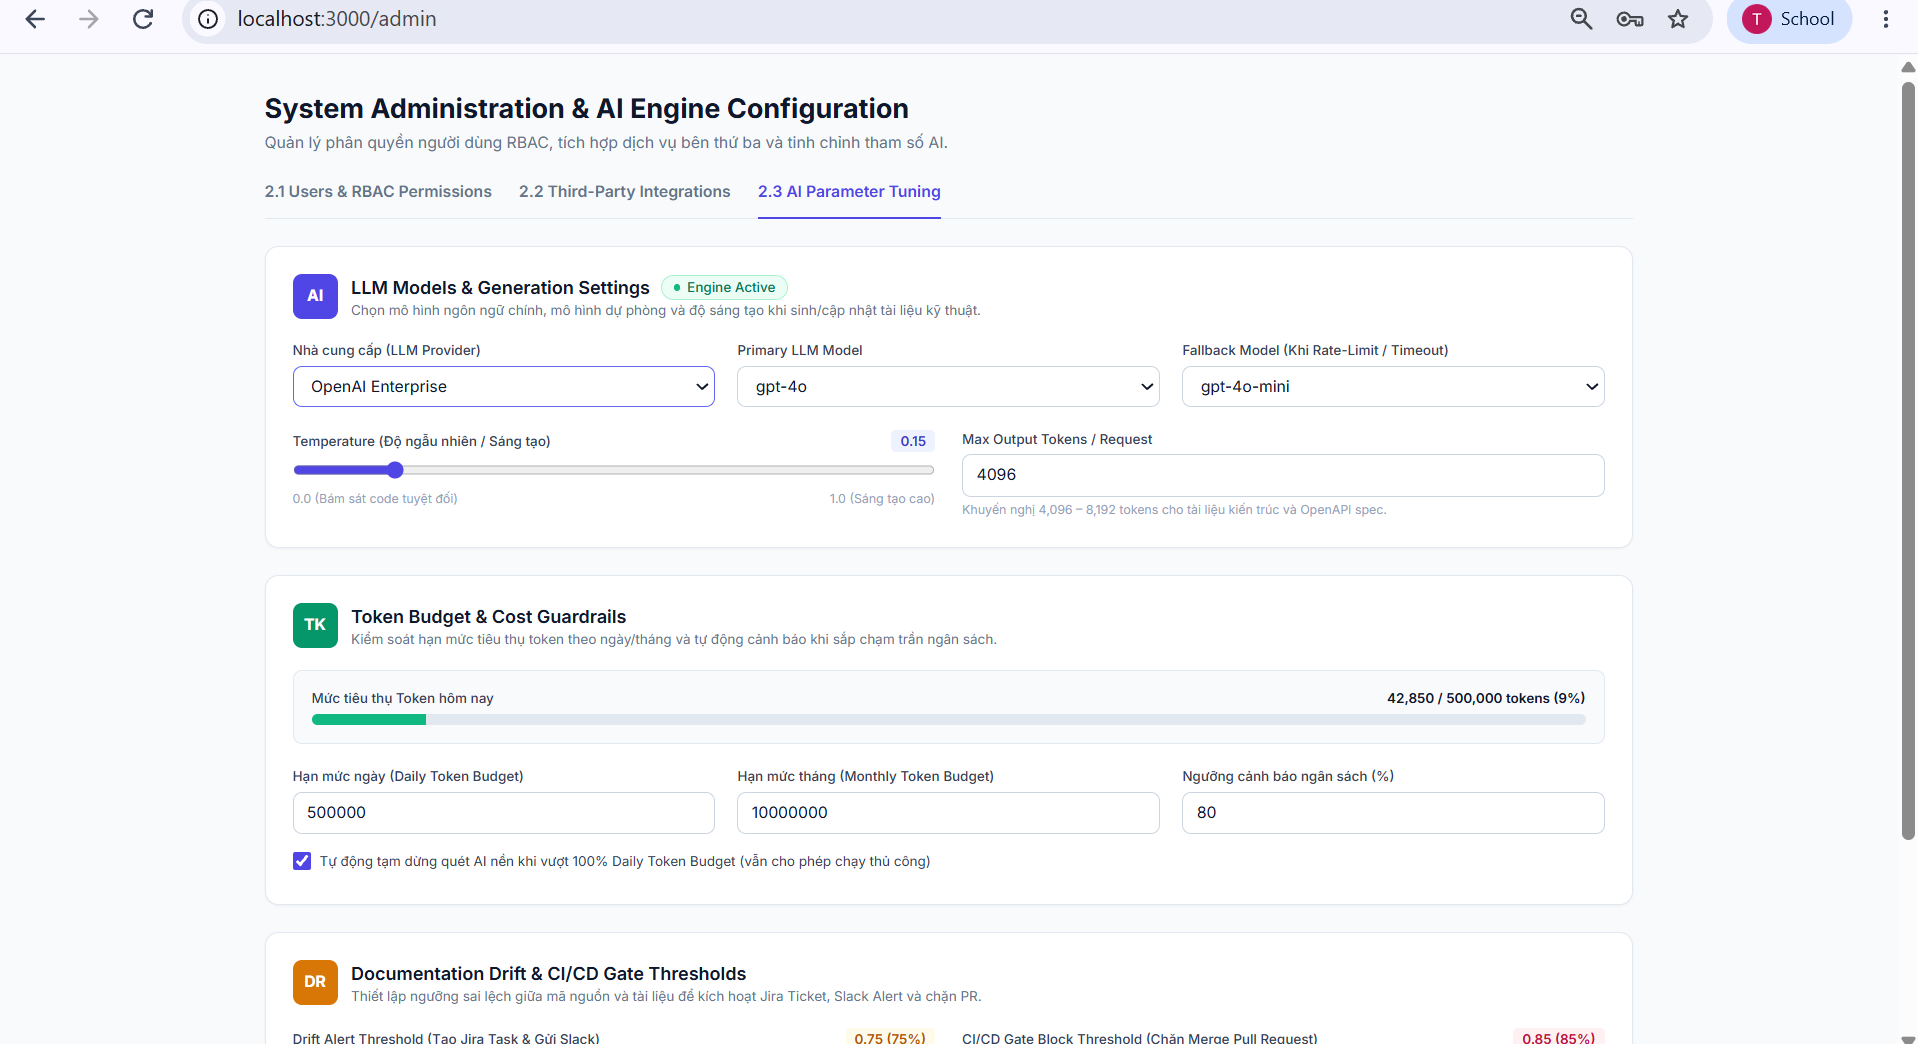 localhost:3000/admin
T School
System Administration & AI Engine Configuration
Quản lý phân quyền người dùng RBAC, tích hợp dịch vụ bên thứ ba và tinh chỉnh tham số AI.
2.1 Users & RBAC Permissions 2.2 Third-Party Integrations 2.3 AI Parameter Tuning
AI
LLM Models & Generation Settings Engine Active
Chọn mô hình ngôn ngữ chính, mô hình dự phòng và độ sáng tạo khi sinh/cập nhật tài liệu kỹ thuật.
Nhà cung cấp (LLM Provider) Primary LLM Model Fallback Model (Khi Rate-Limit / Timeout)
OpenAI Enterprise gpt-4o gpt-4o-mini
Temperature (Độ ngẫu nhiên / Sáng tạo) 0.15
0.0 (Bám sát code tuyệt đối) 1.0 (Sáng tạo cao)
Max Output Tokens / Request
4096
Khuyến nghị 4,096 – 8,192 tokens cho tài liệu kiến trúc và OpenAPI spec.
TK
Token Budget & Cost Guardrails
Kiểm soát hạn mức tiêu thụ token theo ngày/tháng và tự động cảnh báo khi sắp chạm trần ngân sách.
Mức tiêu thụ Token hôm nay 42,850 / 500,000 tokens (9%)
Hạn mức ngày (Daily Token Budget) Hạn mức tháng (Monthly Token Budget) Ngưỡng cảnh báo ngân sách (%)
500000 10000000 80
Tự động tạm dừng quét AI nền khi vượt 100% Daily Token Budget (vẫn cho phép chạy thủ công)
DR
Documentation Drift & CI/CD Gate Thresholds
Thiết lập ngưỡng sai lệch giữa mã nguồn và tài liệu để kích hoạt Jira Ticket, Slack Alert và chặn PR.
Drift Alert Threshold (Tạo Jira Task & Gửi Slack) 0.75 (75%) CI/CD Gate Block Threshold (Chặn Merge Pull Request) 0.85 (85%)